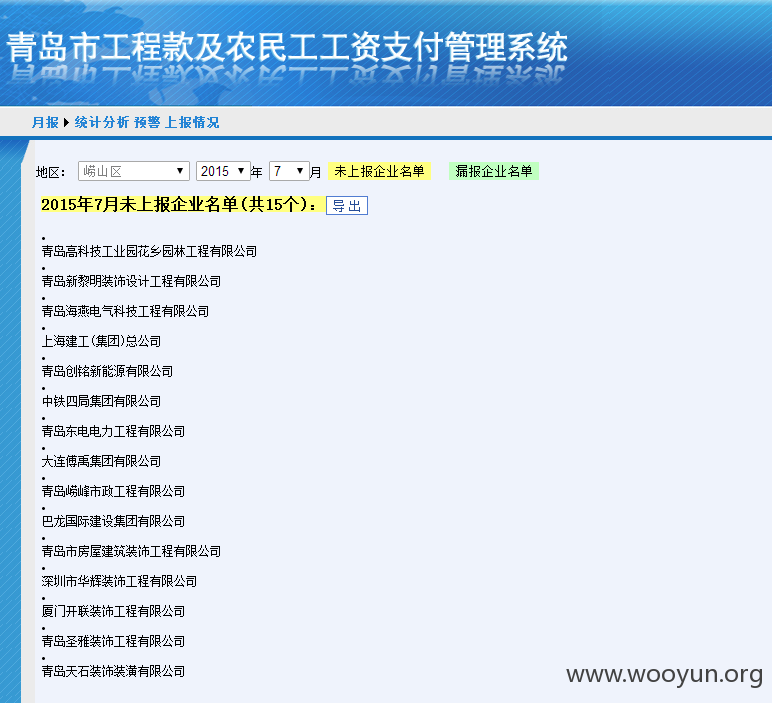 青岛市工程款及农民工工资支付管理系统
月报 统计分析 预警 上报情况
地区： 崂山区 2015 年 7 月 未上报企业名单 漏报企业名单
2015年7月未上报企业名单(共15个)： 导出
青岛高科技工业园花乡园林工程有限公司
青岛新黎明装饰设计工程有限公司
青岛海燕电气科技工程有限公司
上海建工(集团)总公司
青岛创铭新能源有限公司
中铁四局集团有限公司
青岛东电电力工程有限公司
大连傅禹集团有限公司
青岛崂峰市政工程有限公司
巴龙国际建设集团有限公司
青岛市房屋建筑装饰工程有限公司
深圳市华辉装饰工程有限公司
厦门开联装饰工程有限公司
青岛圣雅装饰工程有限公司
青岛天石装饰装潢有限公司
www.wooyun.org